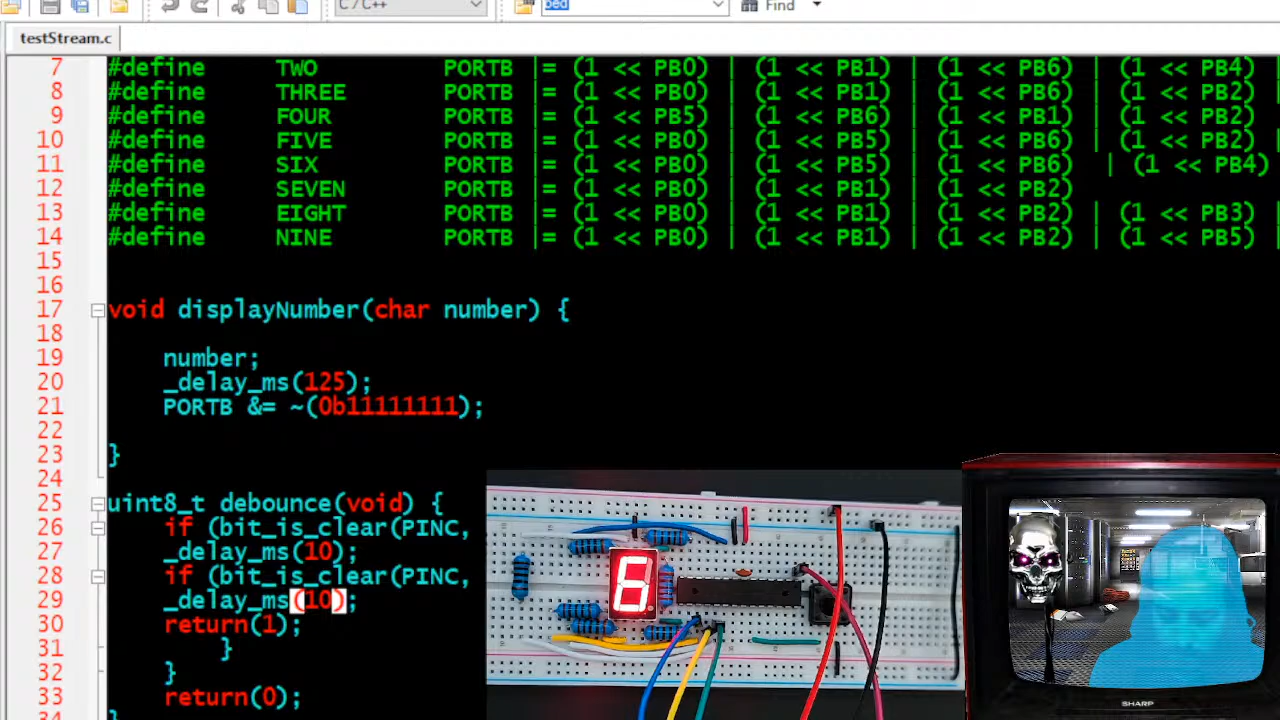 C/C++
bed
Find
testStream.c
7 #define TWO PORTB |= (1 << PB0) | (1 << PB1) | (1 << PB6) | (1 << PB4) |
8 #define THREE PORTB |= (1 << PB0) | (1 << PB1) | (1 << PB6) | (1 << PB2) |
9 #define FOUR PORTB |= (1 << PB5) | (1 << PB6) | (1 << PB1) | (1 << PB2)
10 #define FIVE PORTB |= (1 << PB0) | (1 << PB5) | (1 << PB6) | (1 << PB2) |
11 #define SIX PORTB |= (1 << PB0) | (1 << PB5) | (1 << PB6) | (1 << PB4)
12 #define SEVEN PORTB |= (1 << PB0) | (1 << PB1) | (1 << PB2)
13 #define EIGHT PORTB |= (1 << PB0) | (1 << PB1) | (1 << PB2) | (1 << PB3) |
14 #define NINE PORTB |= (1 << PB0) | (1 << PB1) | (1 << PB2) | (1 << PB5) |
15
16
17 void displayNumber(char number) {
18
19 number;
20 _delay_ms(125);
21 PORTB &= ~(0b11111111);
22
23 }
24
25 uint8_t debounce(void) {
26 if (bit_is_clear(PINC,
27 _delay_ms(10);
28 if (bit_is_clear(PINC,
29 _delay_ms(10);
30 return(1);
31 }
32 }
33 return(0);
34 }
6
SHARP